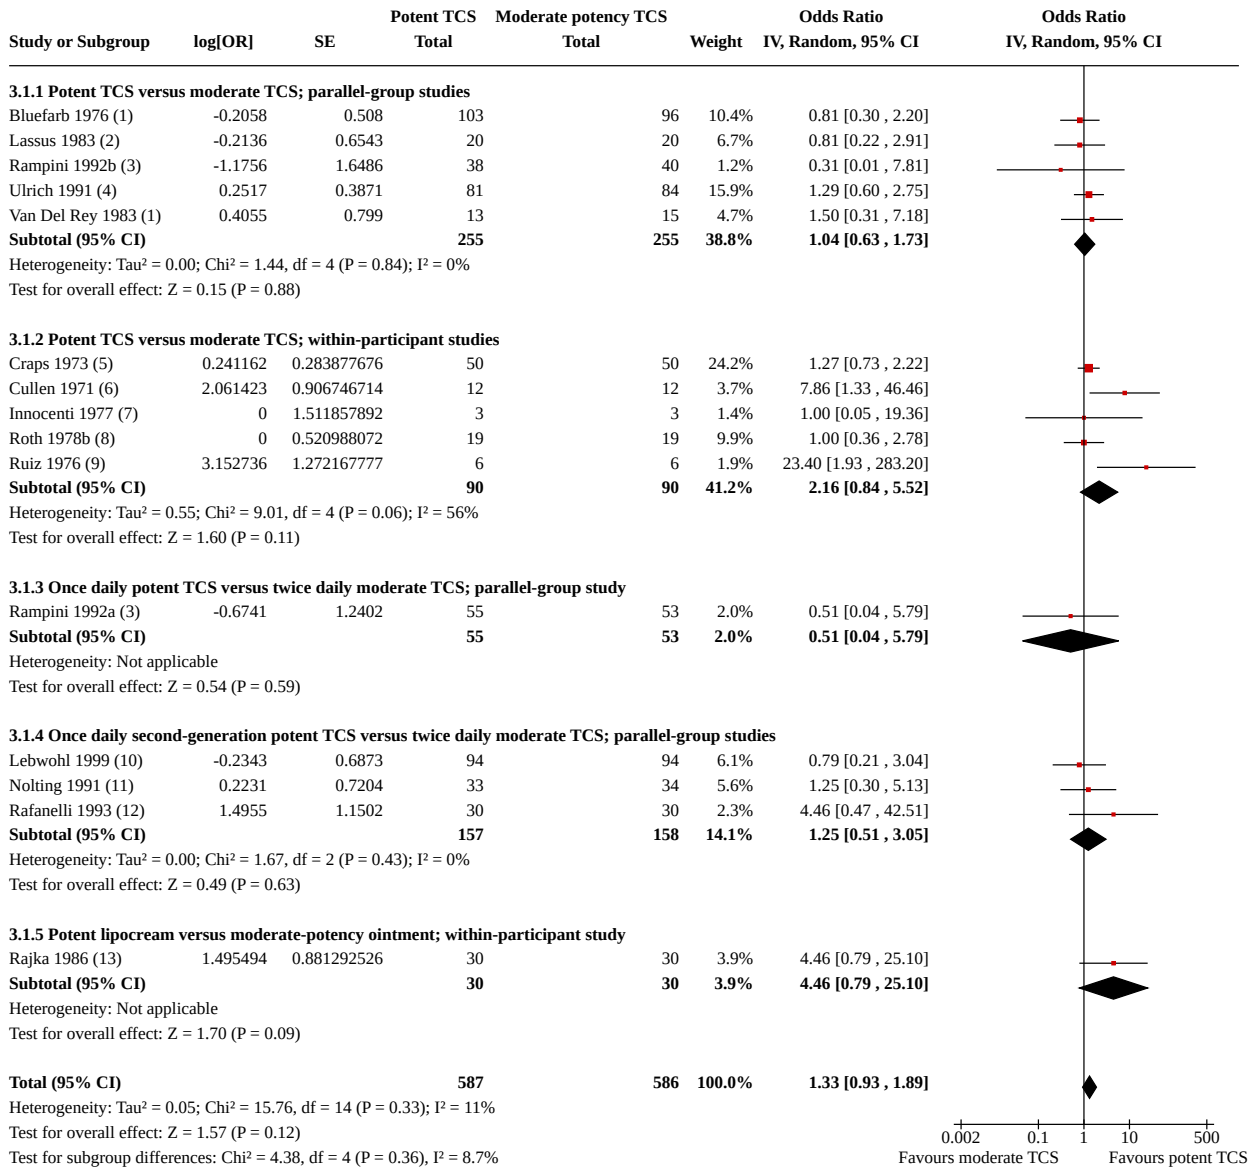 Potent TCS Moderate potency TCS Odds Ratio Odds Ratio
Study or Subgroup log[OR] SE Total Total Weight IV, Random, 95% CI IV, Random, 95% CI
3.1.1 Potent TCS versus moderate TCS; parallel-group studies
Bluefarb 1976 (1) -0.2058 0.508 103 96 10.4% 0.81 [0.30 , 2.20]
Lassus 1983 (2) -0.2136 0.6543 20 20 6.7% 0.81 [0.22 , 2.91]
Rampini 1992b (3) -1.1756 1.6486 38 40 1.2% 0.31 [0.01 , 7.81]
Ulrich 1991 (4) 0.2517 0.3871 81 84 15.9% 1.29 [0.60 , 2.75]
Van Del Rey 1983 (1) 0.4055 0.799 13 15 4.7% 1.50 [0.31 , 7.18]
Subtotal (95% CI) 255 255 38.8% 1.04 [0.63 , 1.73]
Heterogeneity: Tau² = 0.00; Chi² = 1.44, df = 4 (P = 0.84); I² = 0%
Test for overall effect: Z = 0.15 (P = 0.88)
3.1.2 Potent TCS versus moderate TCS; within-participant studies
Craps 1973 (5) 0.241162 0.283877676 50 50 24.2% 1.27 [0.73 , 2.22]
Cullen 1971 (6) 2.061423 0.906746714 12 12 3.7% 7.86 [1.33 , 46.46]
Innocenti 1977 (7) 0 1.511857892 3 3 1.4% 1.00 [0.05 , 19.36]
Roth 1978b (8) 0 0.520988072 19 19 9.9% 1.00 [0.36 , 2.78]
Ruiz 1976 (9) 3.152736 1.272167777 6 6 1.9% 23.40 [1.93 , 283.20]
Subtotal (95% CI) 90 90 41.2% 2.16 [0.84 , 5.52]
Heterogeneity: Tau² = 0.55; Chi² = 9.01, df = 4 (P = 0.06); I² = 56%
Test for overall effect: Z = 1.60 (P = 0.11)
3.1.3 Once daily potent TCS versus twice daily moderate TCS; parallel-group study
Rampini 1992a (3) -0.6741 1.2402 55 53 2.0% 0.51 [0.04 , 5.79]
Subtotal (95% CI) 55 53 2.0% 0.51 [0.04 , 5.79]
Heterogeneity: Not applicable
Test for overall effect: Z = 0.54 (P = 0.59)
3.1.4 Once daily second-generation potent TCS versus twice daily moderate TCS; parallel-group studies
Lebwohl 1999 (10) -0.2343 0.6873 94 94 6.1% 0.79 [0.21 , 3.04]
Nolting 1991 (11) 0.2231 0.7204 33 34 5.6% 1.25 [0.30 , 5.13]
Rafanelli 1993 (12) 1.4955 1.1502 30 30 2.3% 4.46 [0.47 , 42.51]
Subtotal (95% CI) 157 158 14.1% 1.25 [0.51 , 3.05]
Heterogeneity: Tau² = 0.00; Chi² = 1.67, df = 2 (P = 0.43); I² = 0%
Test for overall effect: Z = 0.49 (P = 0.63)
3.1.5 Potent lipocream versus moderate-potency ointment; within-participant study
Rajka 1986 (13) 1.495494 0.881292526 30 30 3.9% 4.46 [0.79 , 25.10]
Subtotal (95% CI) 30 30 3.9% 4.46 [0.79 , 25.10]
Heterogeneity: Not applicable
Test for overall effect: Z = 1.70 (P = 0.09)
Total (95% CI) 587 586 100.0% 1.33 [0.93 , 1.89]
Heterogeneity: Tau² = 0.05; Chi² = 15.76, df = 14 (P = 0.33); I² = 11%
Test for overall effect: Z = 1.57 (P = 0.12)
0.002 0.1 1 10 500
Test for subgroup differences: Chi² = 4.38, df = 4 (P = 0.36), I² = 8.7%
Favours moderate TCS Favours potent TCS